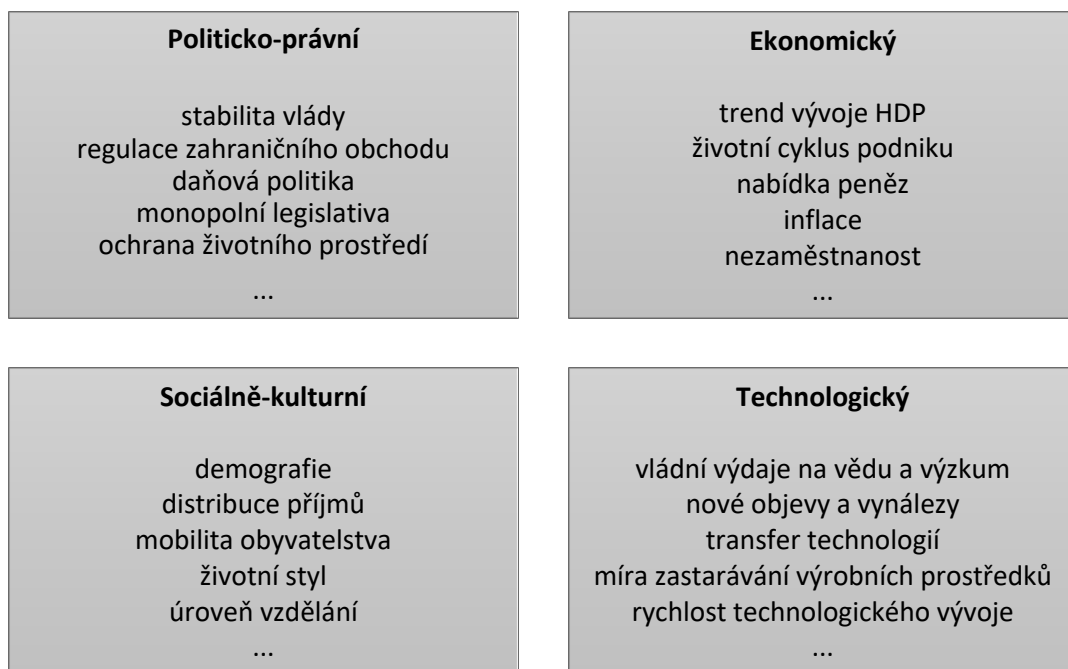 Politicko-právní
stabilita vlády
regulace zahraničního obchodu
daňová politika
monopolní legislativa
ochrana životního prostředí
...
Ekonomický
trend vývoje HDP
životní cyklus podniku
nabídka peněz
inflace
nezaměstnanost
...
Sociálně-kulturní
demografie
distribuce příjmů
mobilita obyvatelstva
životní styl
úroveň vzdělání
...
Technologický
vládní výdaje na vědu a výzkum
nové objevy a vynálezy
transfer technologií
míra zastarávání výrobních prostředků
rychlost technologického vývoje
...